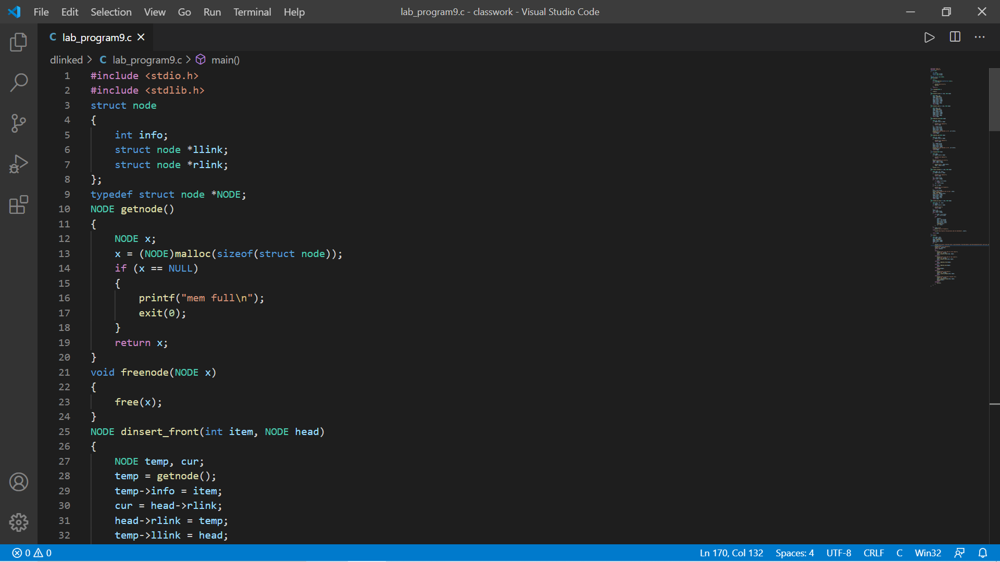 File Edit Selection View Go Run Terminal Help lab_program9.c - classwork - Visual Studio Code
C lab_program9.c
dlinked > C lab_program9.c > main()
1 #include <stdio.h>
2 #include <stdlib.h>
3 struct node
4 {
5 int info;
6 struct node *llink;
7 struct node *rlink;
8 };
9 typedef struct node *NODE;
10 NODE getnode()
11 {
12 NODE x;
13 x = (NODE)malloc(sizeof(struct node));
14 if (x == NULL)
15 {
16 printf("mem full\n");
17 exit(0);
18 }
19 return x;
20 }
21 void freenode(NODE x)
22 {
23 free(x);
24 }
25 NODE dinsert_front(int item, NODE head)
26 {
27 NODE temp, cur;
28 temp = getnode();
29 temp->info = item;
30 cur = head->rlink;
31 head->rlink = temp;
32 temp->llink = head;
0 0 Ln 170, Col 132 Spaces: 4 UTF-8 CRLF C Win32